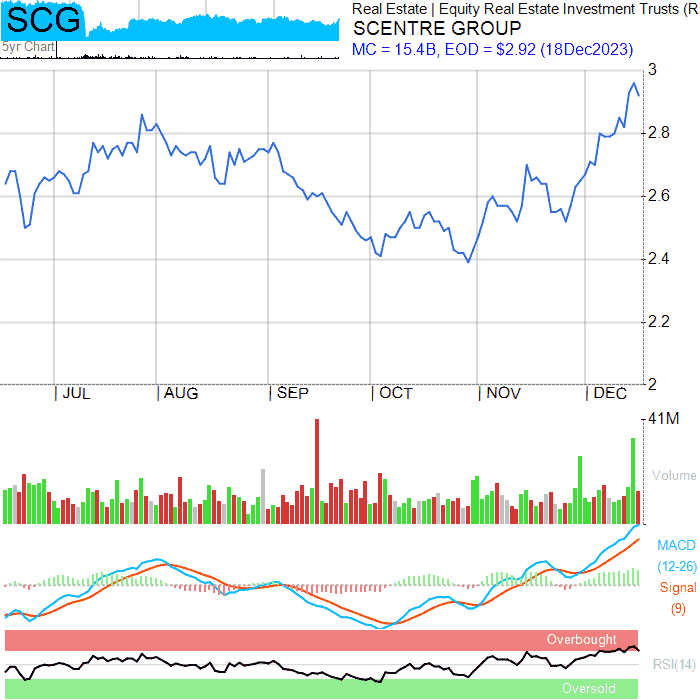 SCG
Real Estate | Equity Real Estate Investment Trusts (R
SCENTRE GROUP
MC = 15.4B, EOD = $2.92 (18Dec2023)
5yr Chart
3
2.8
2.6
2.4
2.2
2
| JUL | AUG | SEP | OCT | NOV | DEC
41M
Volume
MACD
(12-26)
Signal
(9)
Overbought
RSI(14)
Oversold